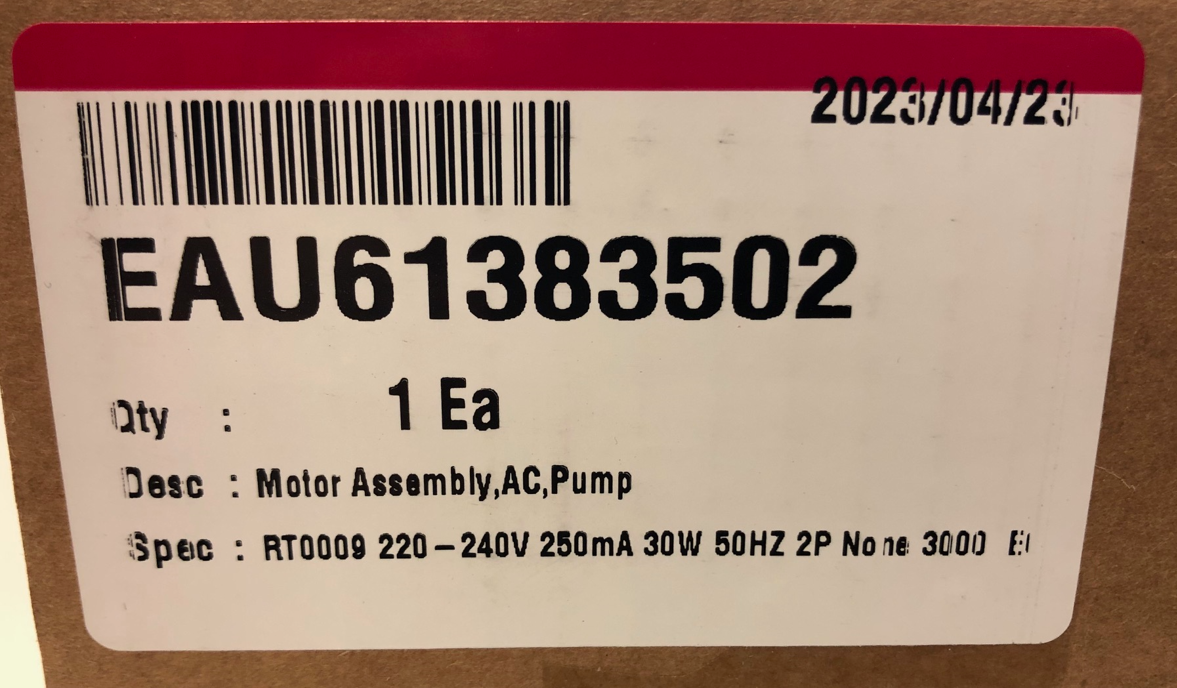 2023/04/23
EAU61383502
Qty : 1 Ea
Desc : Motor Assembly,AC,Pump
Spec : RT0009 220-240V 250mA 30W 50HZ 2P None 3000